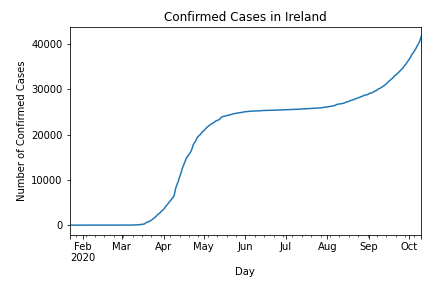 Confirmed Cases in Ireland
Number of Confirmed Cases
40000
30000
20000
10000
0
Feb Mar Apr May Jun Jul Aug Sep Oct
2020
Day